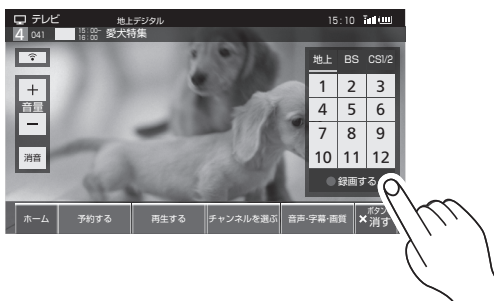 テレビ 地上デジタル 15:10
4 041 15:00-16:00 愛犬特集
地上 BS CS1/2
1 2 3
4 5 6
7 8 9
10 11 12
録画する
+
音量
−
消音
ホーム 予約する 再生する チャンネルを選ぶ 音声・字幕・画質
×消す